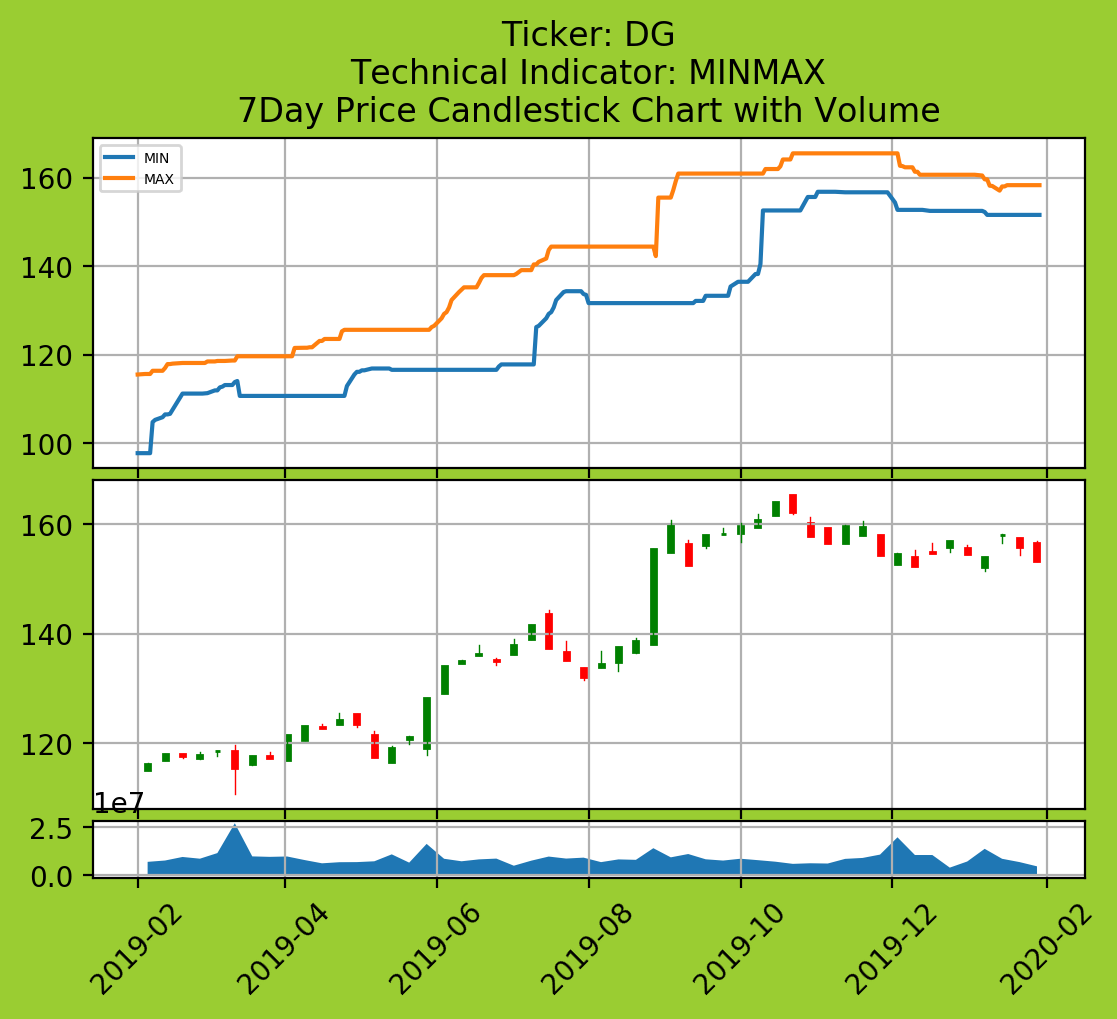 Ticker: DG
Technical Indicator: MINMAX
7Day Price Candlestick Chart with Volume
MIN
MAX
160
140
120
100
160
140
120
1e7
2.5
0.0
2019-02
2019-04
2019-06
2019-08
2019-10
2019-12
2020-02